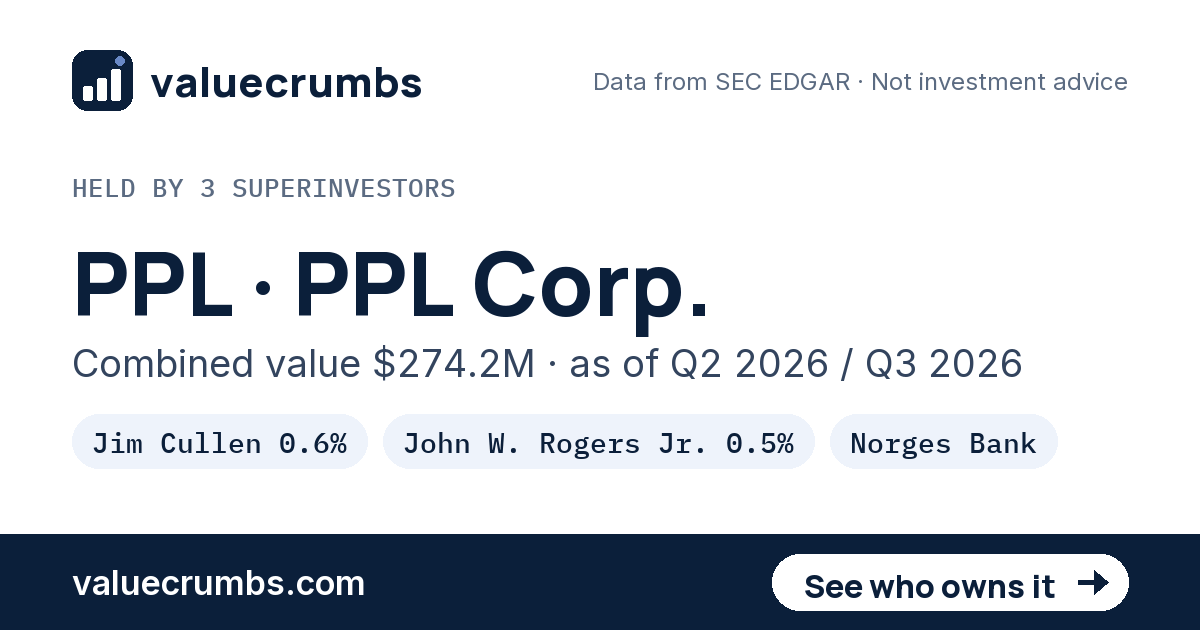 valuecrumbs
Data from SEC EDGAR · Not investment advice
HELD BY 3 SUPERINVESTORS
PPL · PPL Corp.
Combined value $274.2M · as of Q2 2026 / Q3 2026
Jim Cullen 0.6%
John W. Rogers Jr. 0.5%
Norges Bank
valuecrumbs.com
See who owns it →